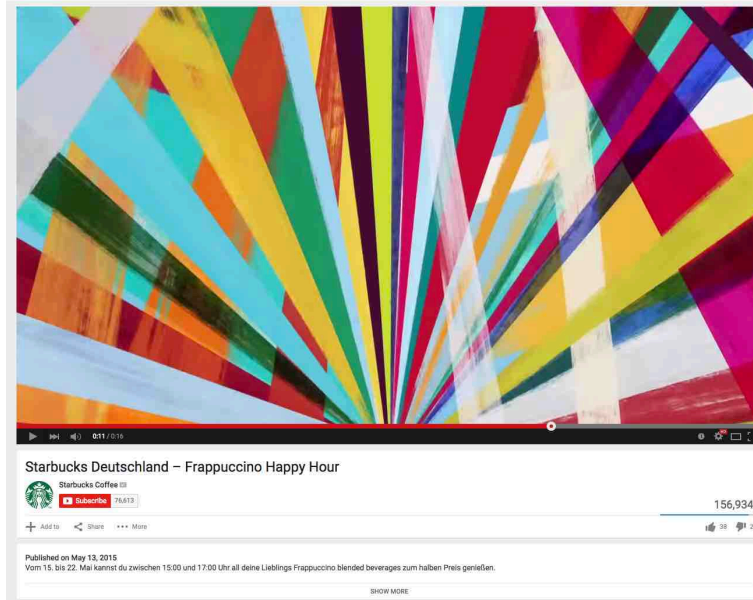 0:11 / 0:16
HD
Starbucks Deutschland – Frappuccino Happy Hour
Starbucks Coffee
Subscribe 76,613
156,934
Add to Share More 38 2
Published on May 13, 2015
Vom 15. bis 22. Mai kannst du zwischen 15:00 und 17:00 Uhr all deine Lieblings Frappuccino blended beverages zum halben Preis genießen.
SHOW MORE